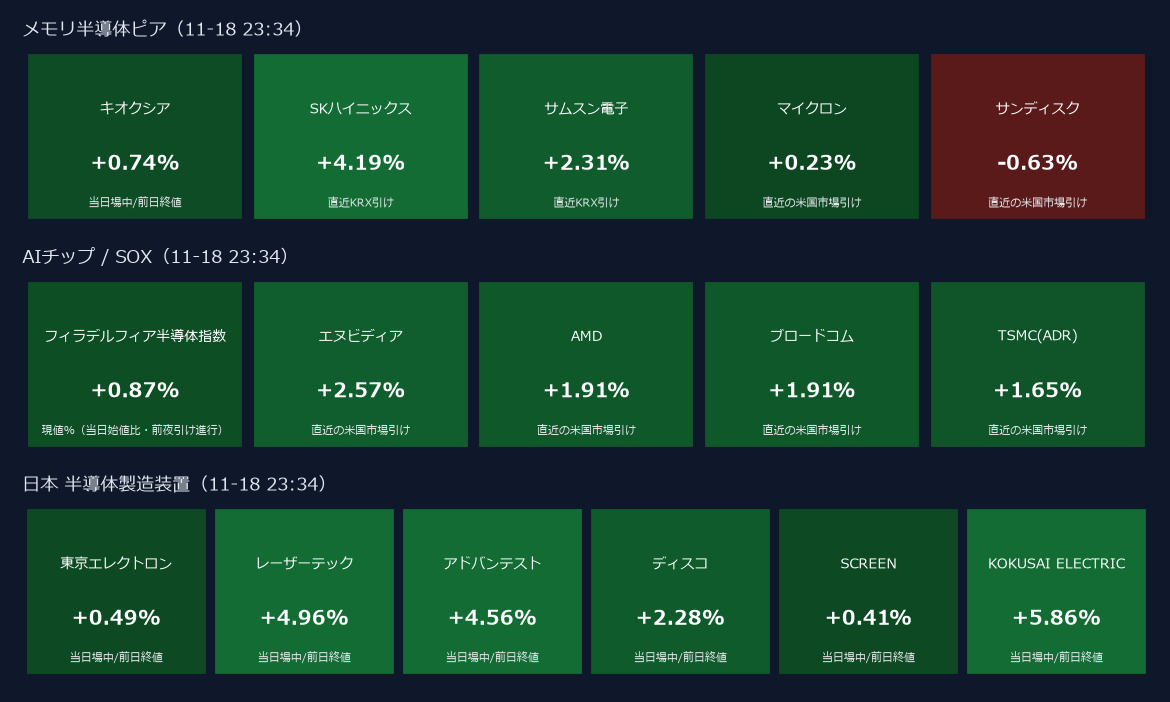 メモリ半導体ピア（11-18 23:34）
キオクシア
+0.74%
当日場中/前日終値
SKハイニックス
+4.19%
直近KRX引け
サムスン電子
+2.31%
直近KRX引け
マイクロン
+0.23%
直近の米国市場引け
サンディスク
-0.63%
直近の米国市場引け
AIチップ / SOX（11-18 23:34）
フィラデルフィア半導体指数
+0.87%
現値%（当日始値比・前夜引け進行）
エヌビディア
+2.57%
直近の米国市場引け
AMD
+1.91%
直近の米国市場引け
ブロードコム
+1.91%
直近の米国市場引け
TSMC(ADR)
+1.65%
直近の米国市場引け
日本 半導体製造装置（11-18 23:34）
東京エレクトロン
+0.49%
当日場中/前日終値
レーザーテック
+4.96%
当日場中/前日終値
アドバンテスト
+4.56%
当日場中/前日終値
ディスコ
+2.28%
当日場中/前日終値
SCREEN
+0.41%
当日場中/前日終値
KOKUSAI ELECTRIC
+5.86%
当日場中/前日終値